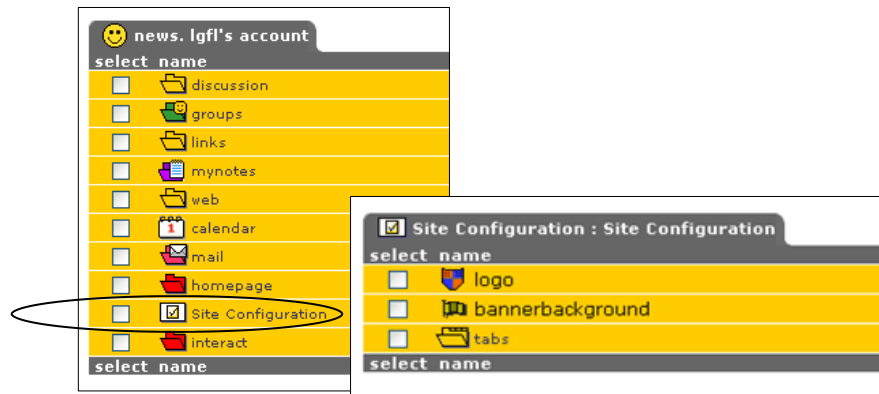 news. lgfl's account
select name
discussion
groups
links
mynotes
web
1 calendar
mail
homepage
Site Configuration
interact
select name
Site Configuration : Site Configuration
select name
logo
bannerbackground
tabs
select name